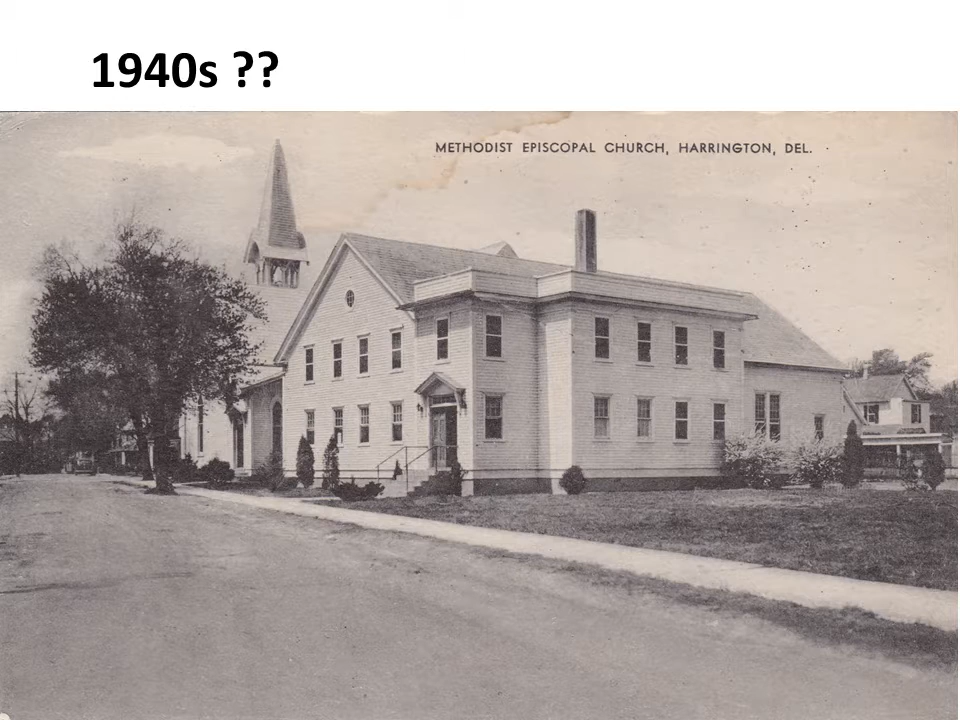 1940s ??
METHODIST EPISCOPAL CHURCH, HARRINGTON, DEL.